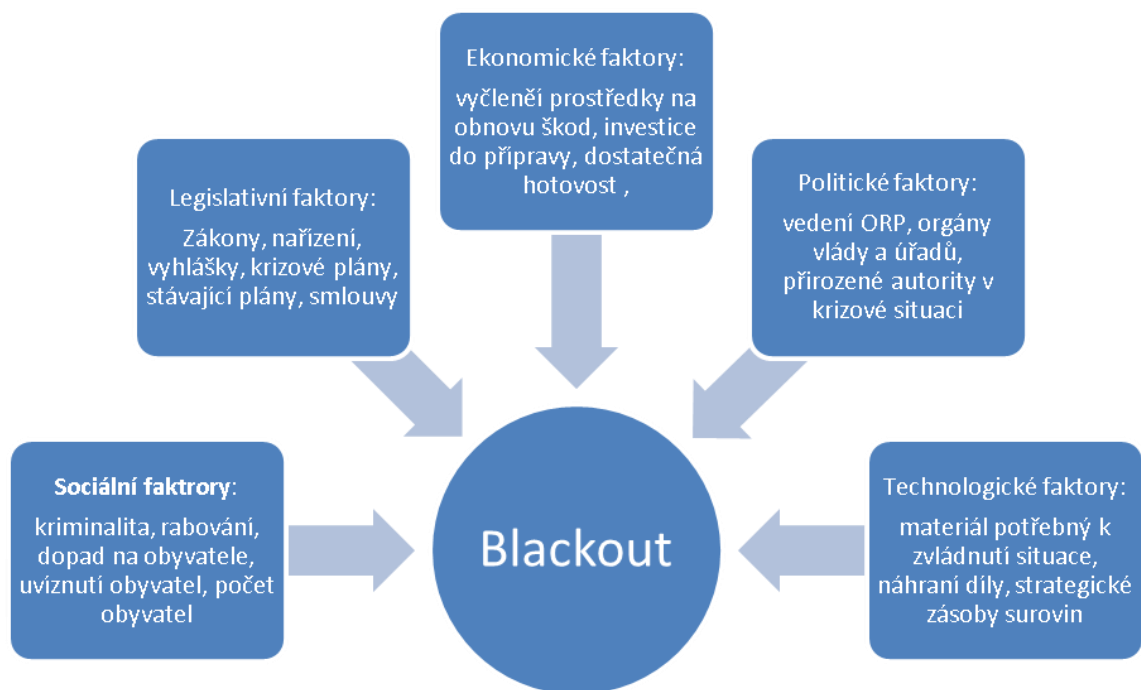 Ekonomické faktory:
vyčleněí prostředky na
obnovu škod, investice
do přípravy, dostatečná
hotovost ,
Legislativní faktory:
Zákony, nařízení,
vyhlášky, krizové plány,
stávající plány, smlouvy
Politické faktory:
vedení ORP, orgány
vlády a úřadů,
přirozené autority v
krizové situaci
Sociální faktrory:
kriminalita, rabování,
dopad na obyvatele,
uvíznutí obyvatel, počet
obyvatel
Blackout
Technologické faktory:
materiál potřebný k
zvládnutí situace,
náhraní díly, strategické
zásoby surovin